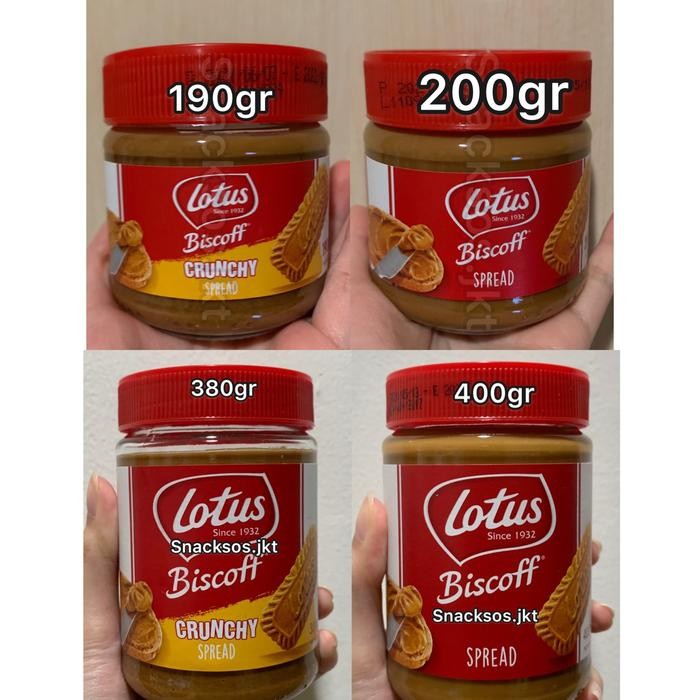 190gr
Lotus
Since 1932
Biscoff
CRUNCHY
SPREAD
200gr
Lotus
Since 1932
Biscoff
SPREAD
380gr
Lotus
Since 1932
Snacksos.jkt
Biscoff
CRUNCHY
SPREAD
400gr
Lotus
Since 1932
Biscoff
Snacksos.jkt
SPREAD